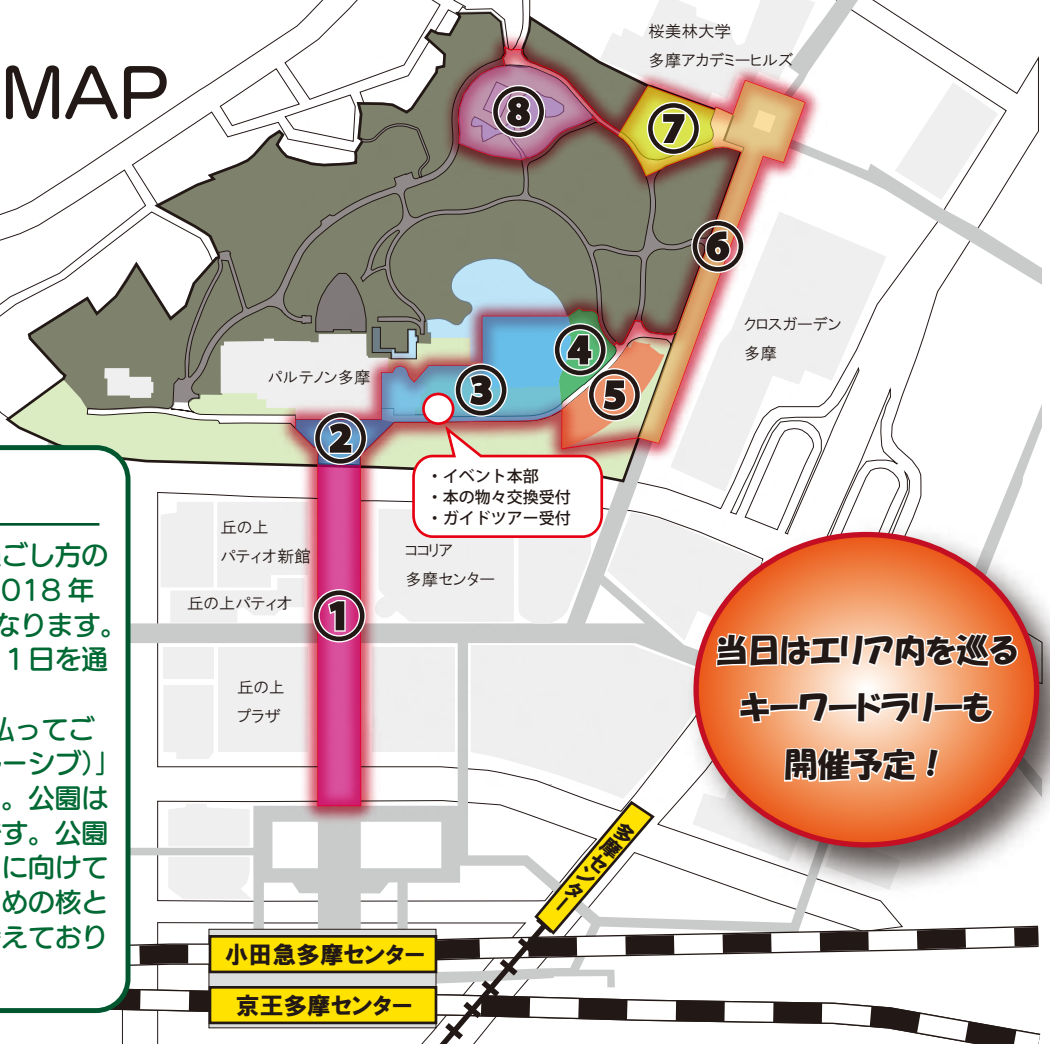 MAP
桜美林大学
多摩アカデミーヒルズ
⑧
⑦
⑥
クロスガーデン
多摩
④
パルテノン多摩
③
⑤
②
・イベント本部
・本の物々交換受付
・ガイドツアー受付
ごし方の
018年
なります。
1日を通
払ってご
ーシブ)」
。公園は
す。公園
に向けて
めの核と
えており
丘の上
パティオ新館
ココリア
多摩センター
丘の上パティオ
①
丘の上
プラザ
当日はエリア内を巡る
キーワードラリーも
開催予定！
多摩センター
小田急多摩センター
京王多摩センター